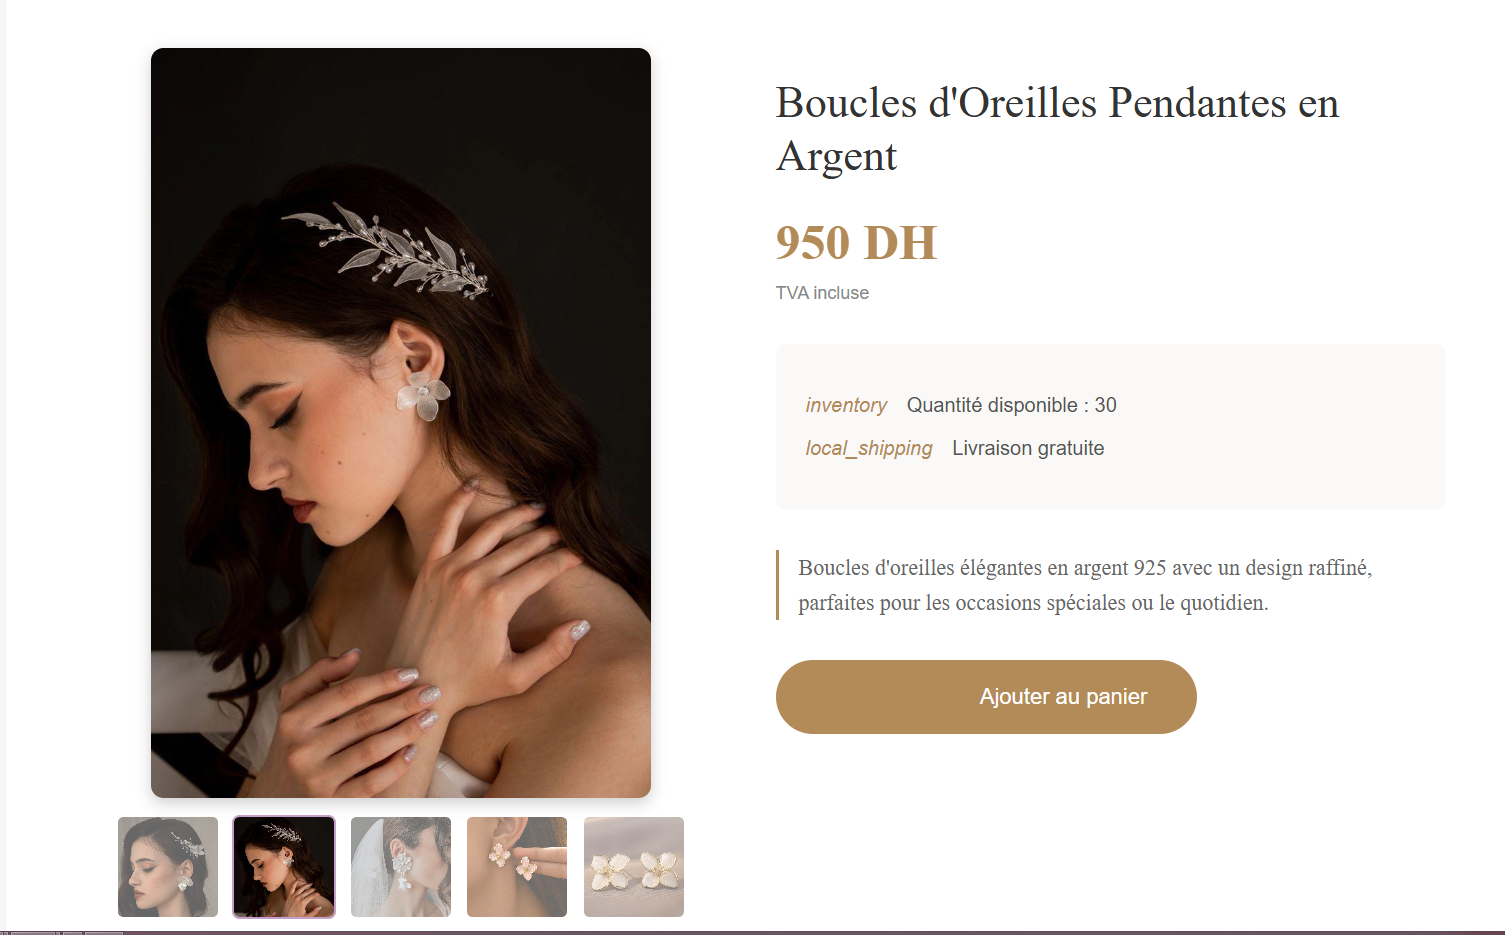 Boucles d'Oreilles Pendantes en
Argent
950 DH
TVA incluse
inventory Quantité disponible : 30
local_shipping Livraison gratuite
Boucles d'oreilles élégantes en argent 925 avec un design raffiné,
parfaites pour les occasions spéciales ou le quotidien.
Ajouter au panier